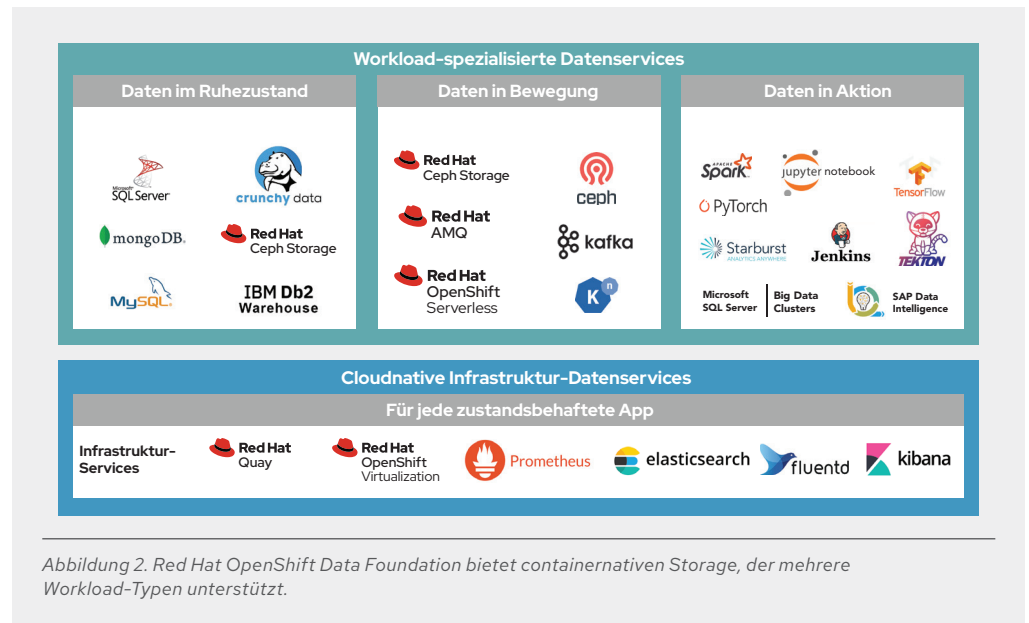 Workload-spezialisierte Datenservices
Daten im Ruhezustand
Microsoft
SQL Server
crunchy data
mongoDB.
Red Hat
Ceph Storage
MySQL
IBM Db2
Warehouse
Daten in Bewegung
Red Hat
Ceph Storage
ceph
Red Hat
AMQ
kafka
Red Hat
OpenShift
Serverless
K n
Daten in Aktion
APACHE
Spark
jupyter notebook
TensorFlow
PyTorch
Starburst
ANALYTICS ANYWHERE
Jenkins
TEKTON
Microsoft
SQL Server
Big Data
Clusters
SAP Data
Intelligence
Cloudnative Infrastruktur-Datenservices
Für jede zustandsbehaftete App
Infrastruktur-
Services
Red Hat
Quay
Red Hat
OpenShift
Virtualization
Prometheus
elasticsearch
fluentd
kibana
Abbildung 2. Red Hat OpenShift Data Foundation bietet containernativen Storage, der mehrere
Workload-Typen unterstützt.